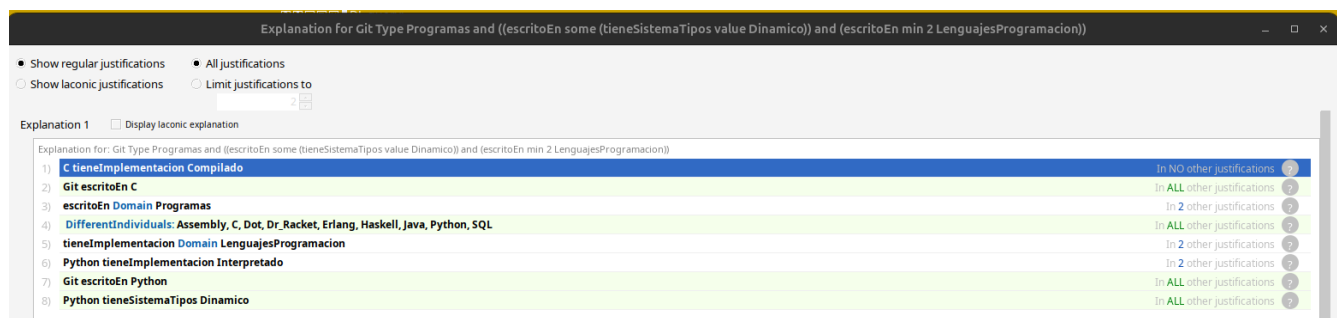 Explanation for Git Type Programas and ((escritoEn some (tieneSistemaTipos value Dinamico)) and (escritoEn min 2 LenguajesProgramacion))
Show regular justifications All justifications
Show laconic justifications Limit justifications to
2
Explanation 1 Display laconic explanation
Explanation for: Git Type Programas and ((escritoEn some (tieneSistemaTipos value Dinamico)) and (escritoEn min 2 LenguajesProgramacion))
1) C tieneImplementacion Compilado In NO other justifications ?
2) Git escritoEn C In ALL other justifications ?
3) escritoEn Domain Programas In 2 other justifications ?
4) DifferentIndividuals: Assembly, C, Dot, Dr_Racket, Erlang, Haskell, Java, Python, SQL In ALL other justifications ?
5) tieneImplementacion Domain LenguajesProgramacion In 2 other justifications ?
6) Python tieneImplementacion Interpretado In 2 other justifications ?
7) Git escritoEn Python In ALL other justifications ?
8) Python tieneSistemaTipos Dinamico In ALL other justifications ?